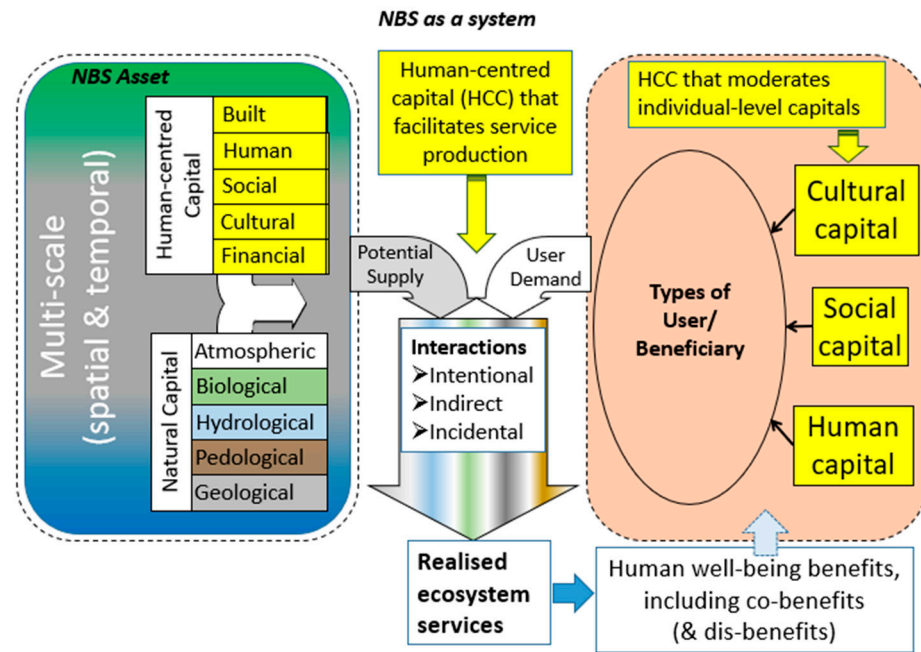 NBS as a system
NBS Asset
Multi-scale
(spatial & temporal)
Human-centred
Capital
Built
Human
Social
Cultural
Financial
Natural Capital
Atmospheric
Biological
Hydrological
Pedological
Geological
Human-centred
capital (HCC) that
facilitates service
production
Potential
Supply
User
Demand
Interactions
➢Intentional
➢Indirect
➢Incidental
Realised
ecosystem
services
HCC that moderates
individual-level capitals
Types of
User/
Beneficiary
Cultural
capital
Social
capital
Human
capital
Human well-being benefits,
including co-benefits
(& dis-benefits)